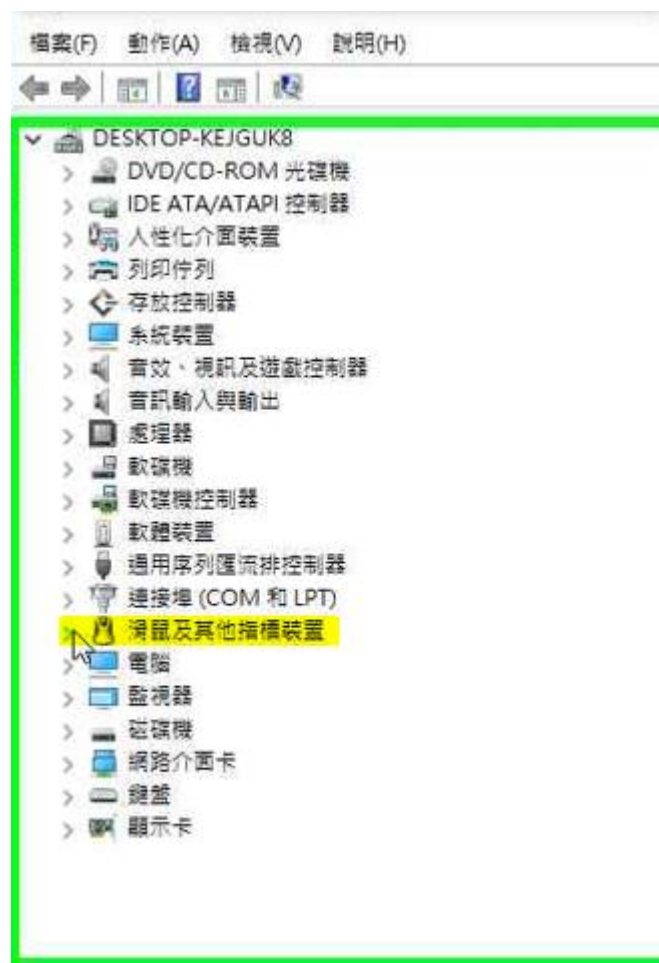 檔案(F) 動作(A) 檢視(V) 說明(H)
DESKTOP-KEJGUK8
DVD/CD-ROM 光碟機
IDE ATA/ATAPI 控制器
人性化介面裝置
列印佇列
存放控制器
系統裝置
音效、視訊及遊戲控制器
音訊輸入與輸出
處理器
軟碟機
軟碟機控制器
軟體裝置
通用序列匯流排控制器
連接埠 (COM 和 LPT)
滑鼠及其他指標裝置
電腦
監視器
磁碟機
網路介面卡
鍵盤
顯示卡